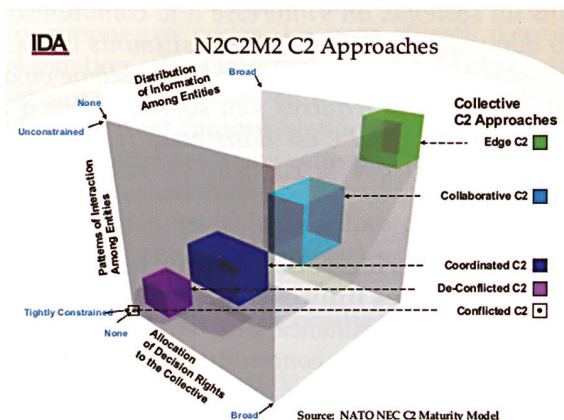 IDA
N2C2M2 C2 Approaches
Distribution
of Information
Among Entities
Broad
None
Unconstrained
Collective
C2 Approaches
Edge C2
Collaborative C2
Patterns of Interaction
Among Entities
Coordinated C2
De-Conflicted C2
Conflicted C2
Tightly Constrained
None
Allocation
of Decision Rights
to the Collective
Broad
Source: NATO NEC C2 Maturity Model